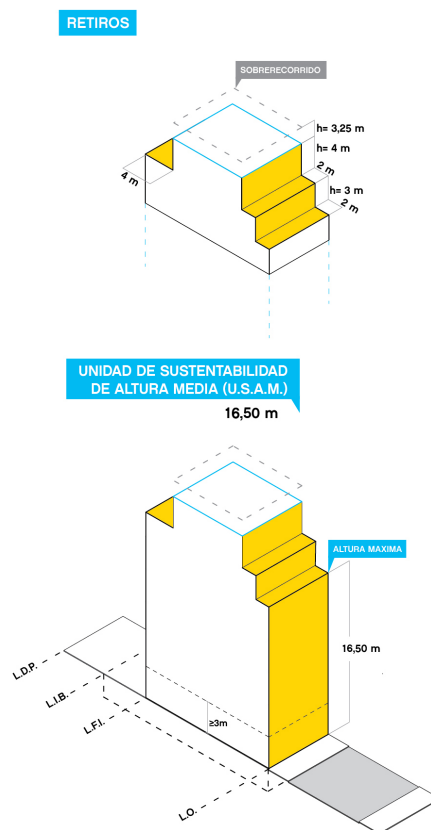 RETIROS
SOBRERECORRIDO
h= 3,25 m
h= 4 m
2 m
h= 3 m
2 m
4 m
UNIDAD DE SUSTENTABILIDAD
DE ALTURA MEDIA (U.S.A.M.)
16,50 m
ALTURA MAXIMA
16,50 m
L.D.P.
L.I.B.
L.F.I.
≥3m
L.O.